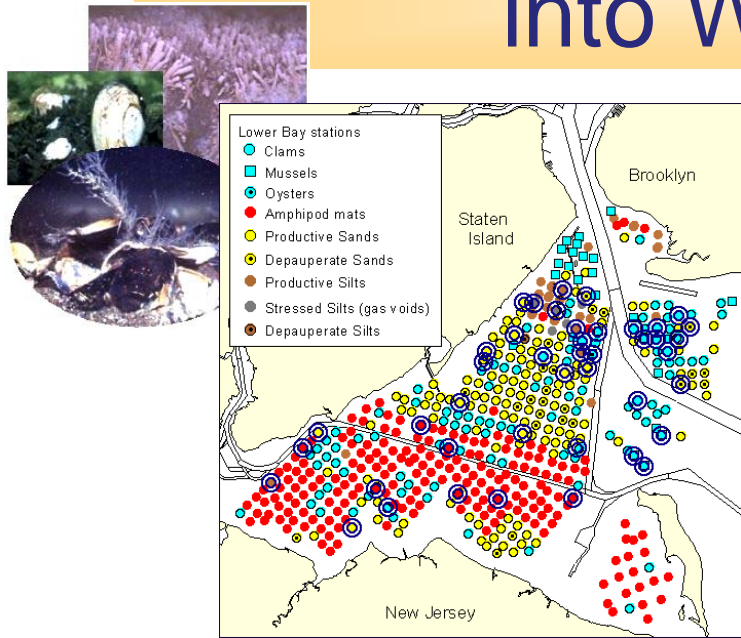 into W
Lower Bay stations
Clams
Mussels
Oysters
Amphipod mats
Productive Sands
Depauperate Sands
Productive Silts
Stressed Silts (gas voids)
Depauperate Silts
Staten
Island
Brooklyn
New Jersey